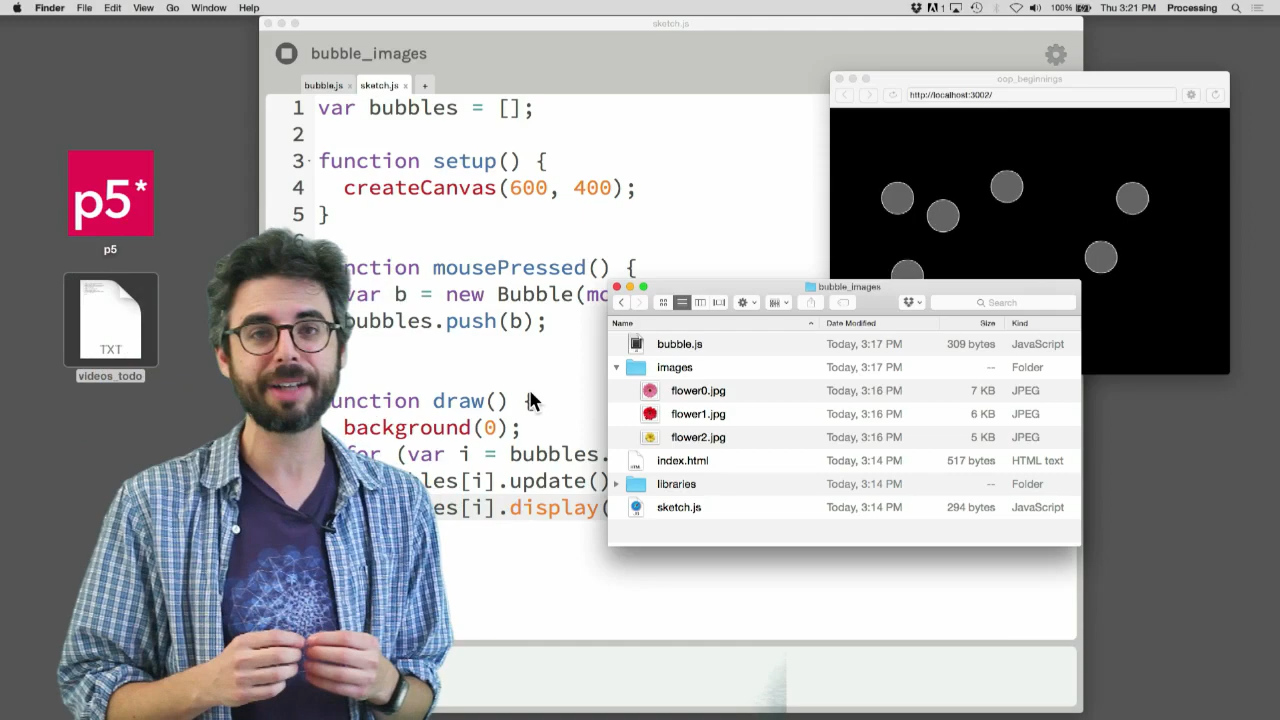 Finder File Edit View Go Window Help 1 100% Thu 3:21 PM Processing
sketch.js
bubble_images
bubble.js x sketch.js x +
1 var bubbles = [];
2
3 function setup() {
4 createCanvas(600, 400);
5 }
6
nction mousePressed() {
var b = new Bubble(mo
bubbles.push(b);
unction draw() {
background(0);
for (var i = bubbles.
les[i].update()
es[i].display(
oop_beginnings
http://localhost:3002/
p5*
p5
TXT
videos_todo
bubble_images
Search
Name Date Modified Size Kind
bubble.js Today, 3:17 PM 309 bytes JavaScript
images Today, 3:17 PM -- Folder
flower0.jpg Today, 3:16 PM 7 KB JPEG
flower1.jpg Today, 3:16 PM 6 KB JPEG
flower2.jpg Today, 3:16 PM 5 KB JPEG
index.html Today, 3:14 PM 517 bytes HTML text
libraries Today, 3:14 PM -- Folder
sketch.js Today, 3:14 PM 294 bytes JavaScript